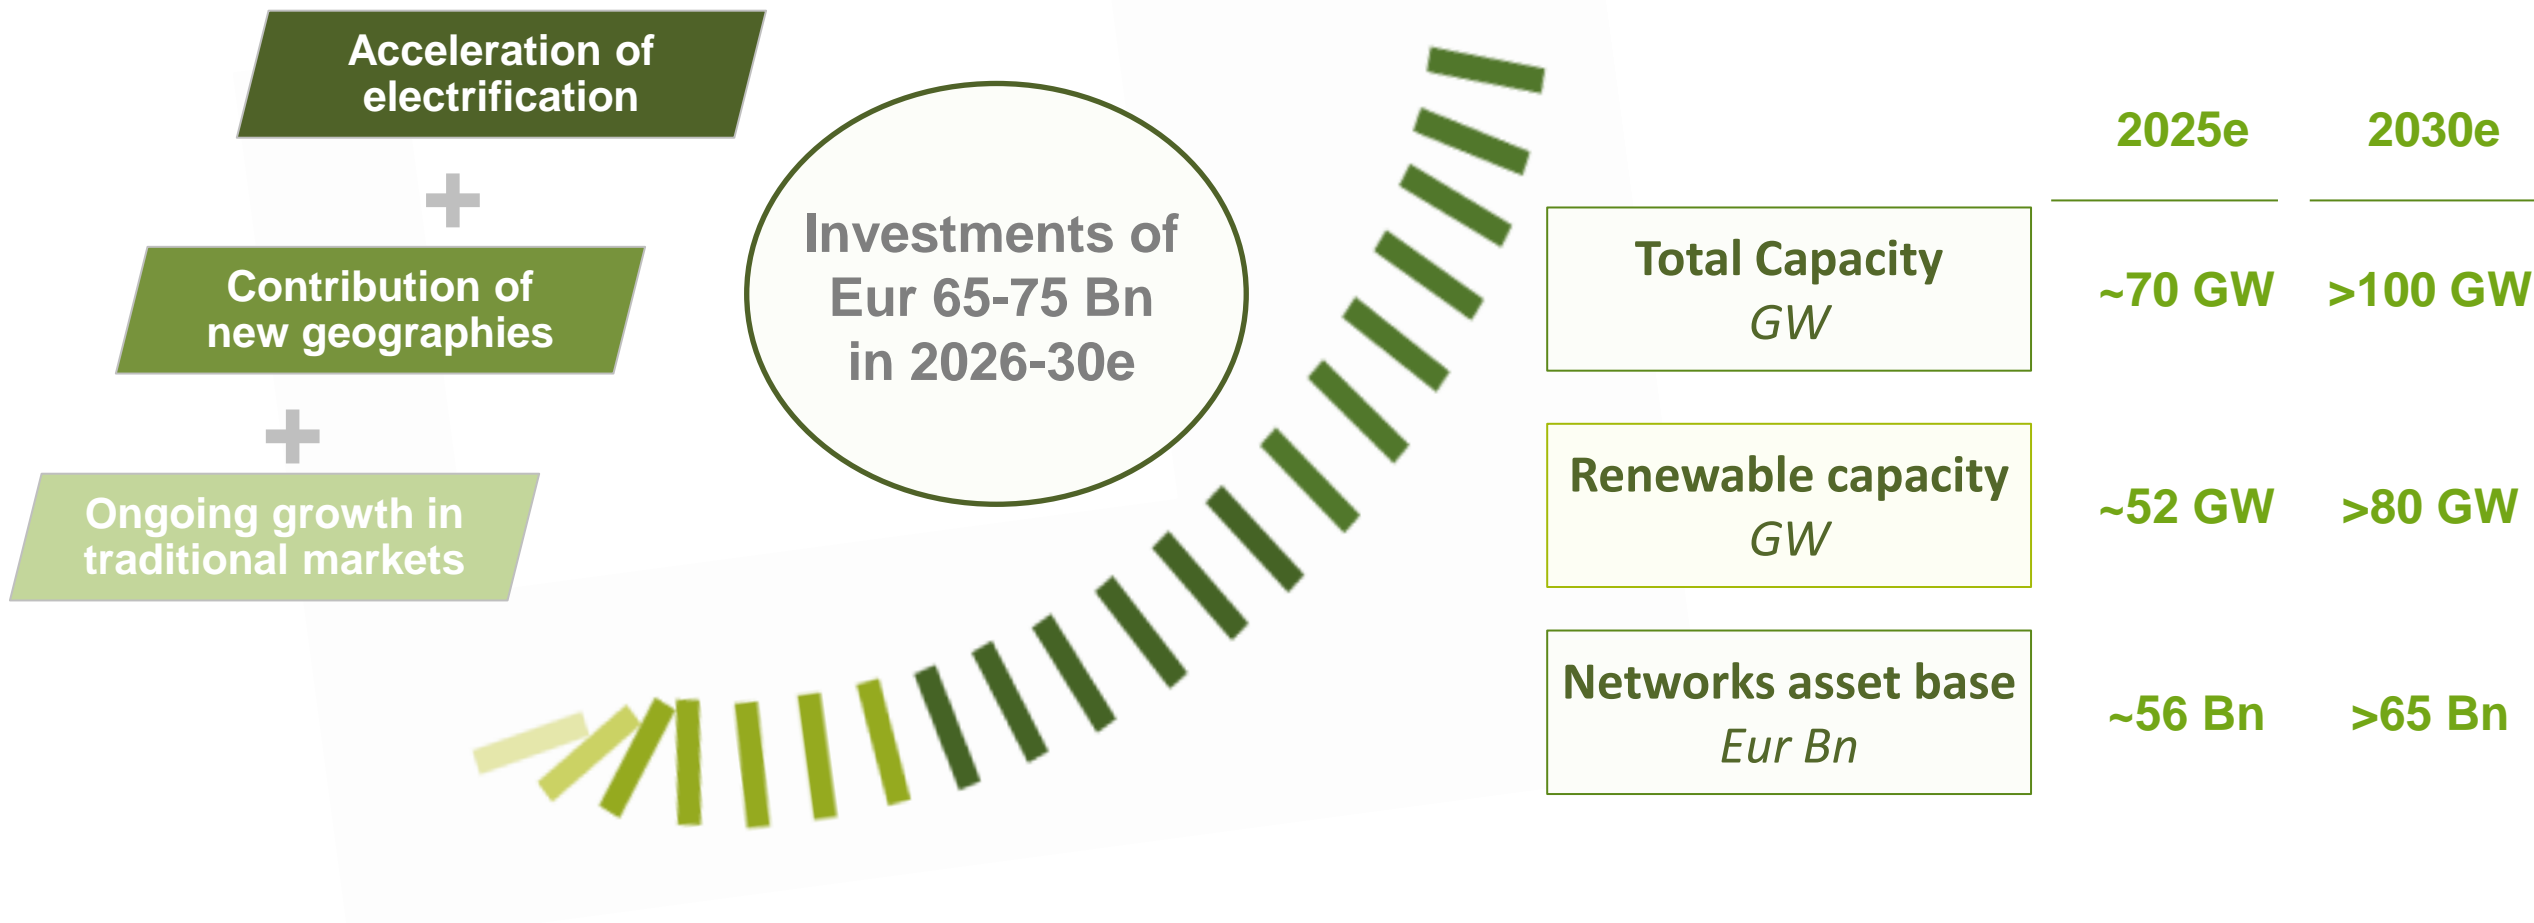 Acceleration of
electrification
Contribution of
new geographies
Ongoing growth in
traditional markets
Investments of
Eur 65-75 Bn
in 2026-30e
2025e 2030e
Total Capacity
GW
~70 GW >100 GW
Renewable capacity
GW
~52 GW >80 GW
Networks asset base
Eur Bn
~56 Bn >65 Bn